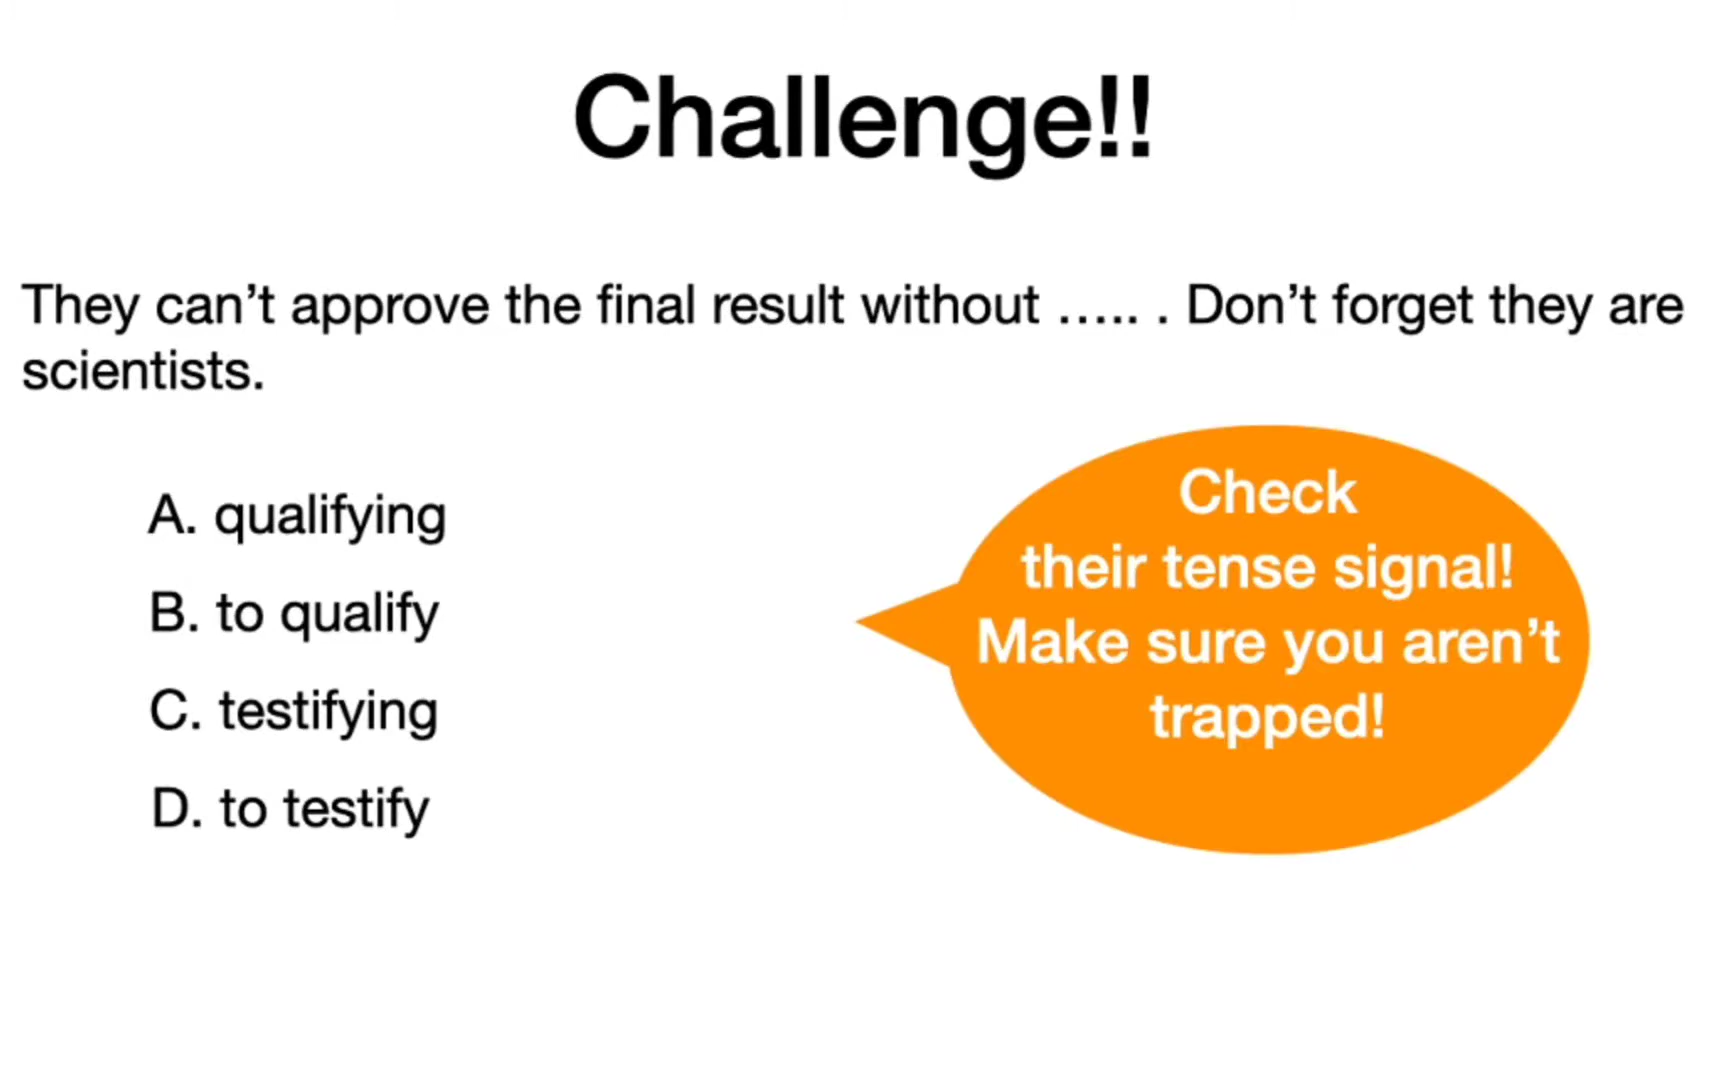 Challenge!!
They can’t approve the final result without ..... . Don’t forget they are
scientists.
A. qualifying
B. to qualify
C. testifying
D. to testify
Check
their tense signal!
Make sure you aren’t
trapped!